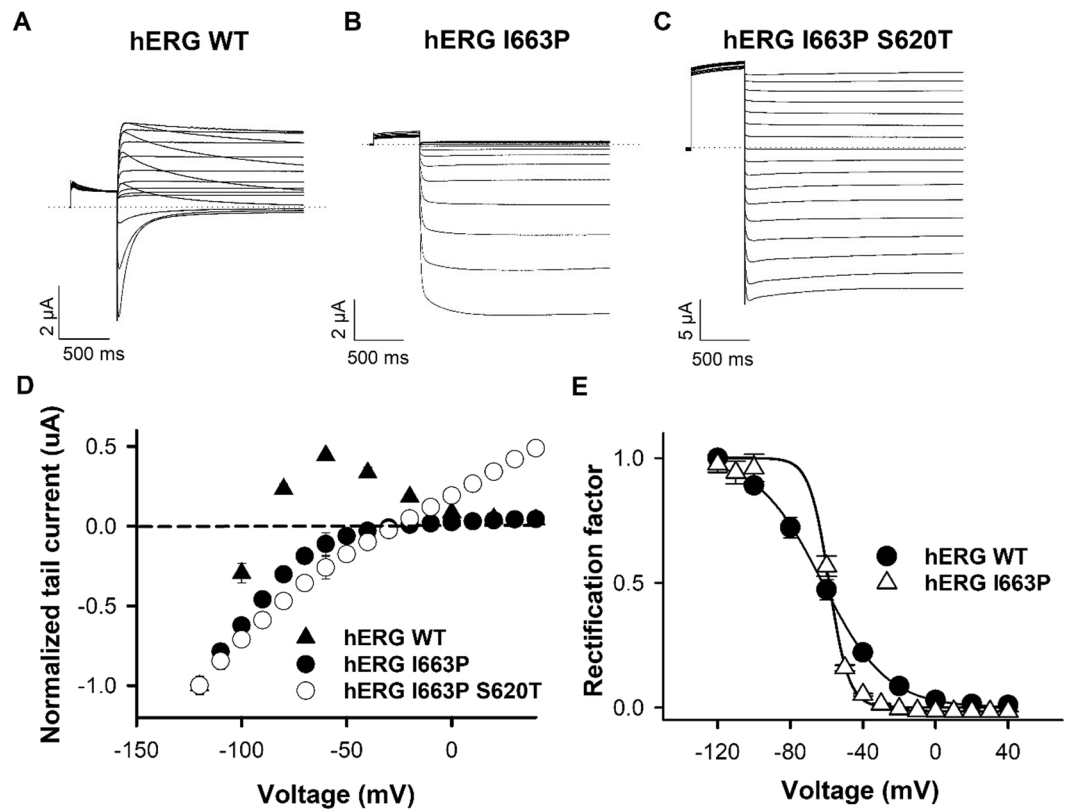 A
hERG WT
2 µA
500 ms
B
hERG I663P
2 µA
500 ms
C
hERG I663P S620T
5 µA
500 ms
D
Normalized tail current (uA)
0.5
0.0
-0.5
-1.0
-150
-100
-50
0
Voltage (mV)
hERG WT
hERG I663P
hERG I663P S620T
E
Rectification factor
1.0
0.5
0.0
-120
-80
-40
0
40
Voltage (mV)
hERG WT
hERG I663P